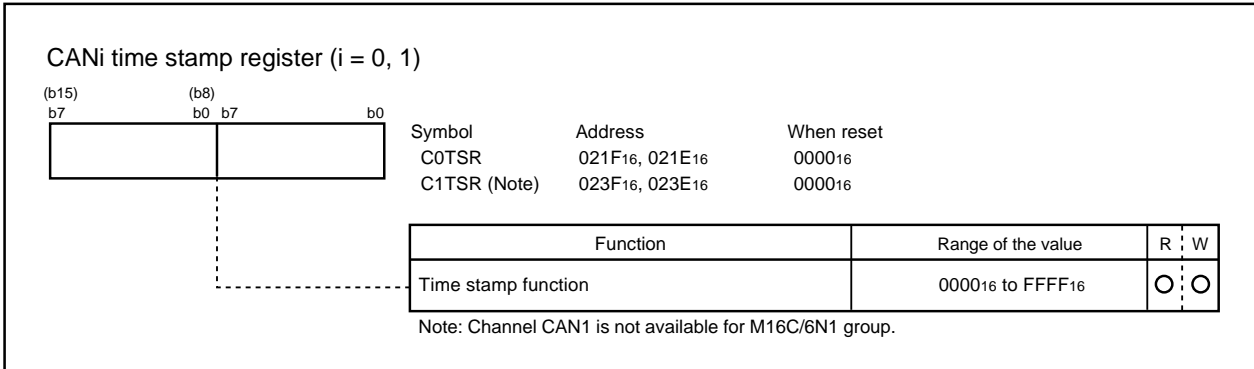 CANi time stamp register (i = 0, 1)
(b15) (b8)
b7 b0 b7 b0
Symbol Address When reset
C0TSR 021F16, 021E16 000016
C1TSR (Note) 023F16, 023E16 000016
Function Range of the value R W
Time stamp function 000016 to FFFF16 O O
Note: Channel CAN1 is not available for M16C/6N1 group.